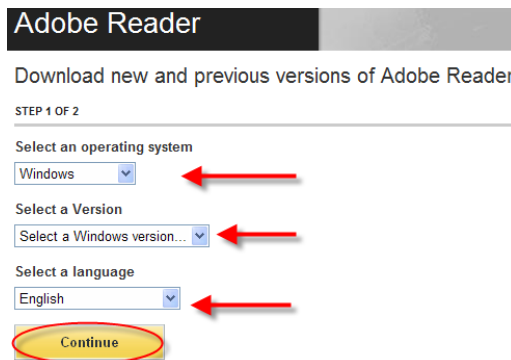 Adobe Reader
Download new and previous versions of Adobe Reader
STEP 1 OF 2
Select an operating system
Windows
Select a Version
Select a Windows version...
Select a language
English
Continue